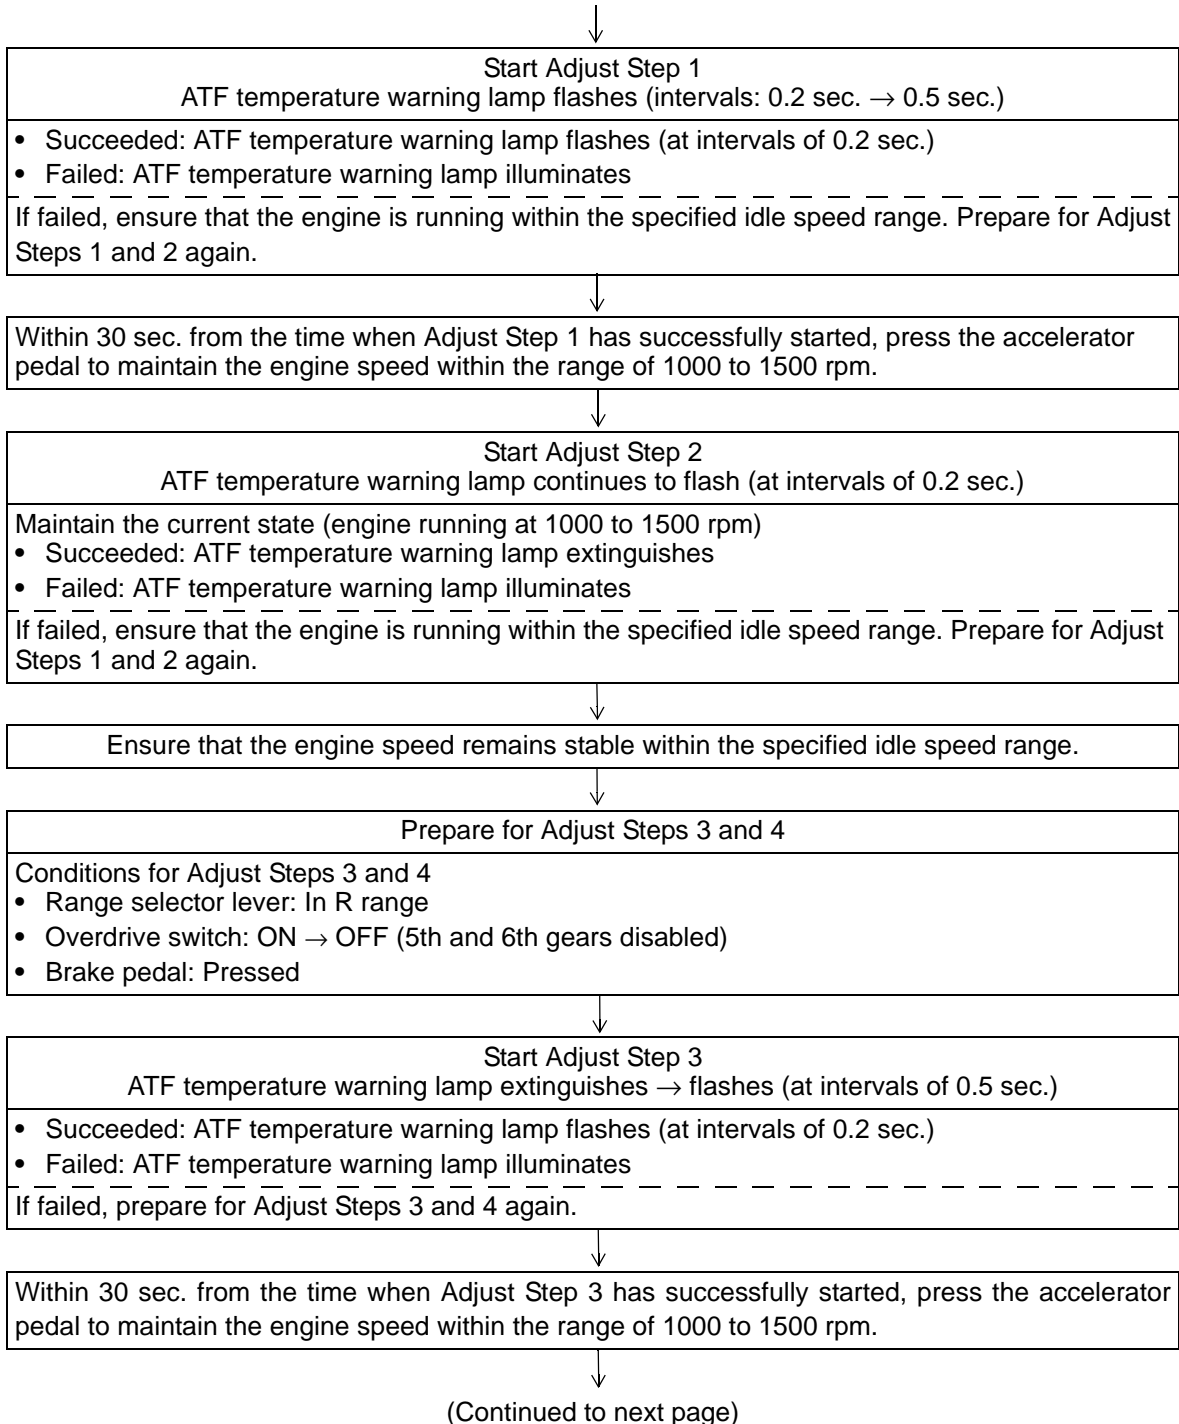 Start Adjust Step 1
ATF temperature warning lamp flashes (intervals: 0.2 sec. → 0.5 sec.)
• Succeeded: ATF temperature warning lamp flashes (at intervals of 0.2 sec.)
• Failed: ATF temperature warning lamp illuminates
If failed, ensure that the engine is running within the specified idle speed range. Prepare for Adjust
Steps 1 and 2 again.
Within 30 sec. from the time when Adjust Step 1 has successfully started, press the accelerator
pedal to maintain the engine speed within the range of 1000 to 1500 rpm.
Start Adjust Step 2
ATF temperature warning lamp continues to flash (at intervals of 0.2 sec.)
Maintain the current state (engine running at 1000 to 1500 rpm)
• Succeeded: ATF temperature warning lamp extinguishes
• Failed: ATF temperature warning lamp illuminates
If failed, ensure that the engine is running within the specified idle speed range. Prepare for Adjust
Steps 1 and 2 again.
Ensure that the engine speed remains stable within the specified idle speed range.
Prepare for Adjust Steps 3 and 4
Conditions for Adjust Steps 3 and 4
• Range selector lever: In R range
• Overdrive switch: ON → OFF (5th and 6th gears disabled)
• Brake pedal: Pressed
Start Adjust Step 3
ATF temperature warning lamp extinguishes → flashes (at intervals of 0.5 sec.)
• Succeeded: ATF temperature warning lamp flashes (at intervals of 0.2 sec.)
• Failed: ATF temperature warning lamp illuminates
If failed, prepare for Adjust Steps 3 and 4 again.
Within 30 sec. from the time when Adjust Step 3 has successfully started, press the accelerator
pedal to maintain the engine speed within the range of 1000 to 1500 rpm.
(Continued to next page)